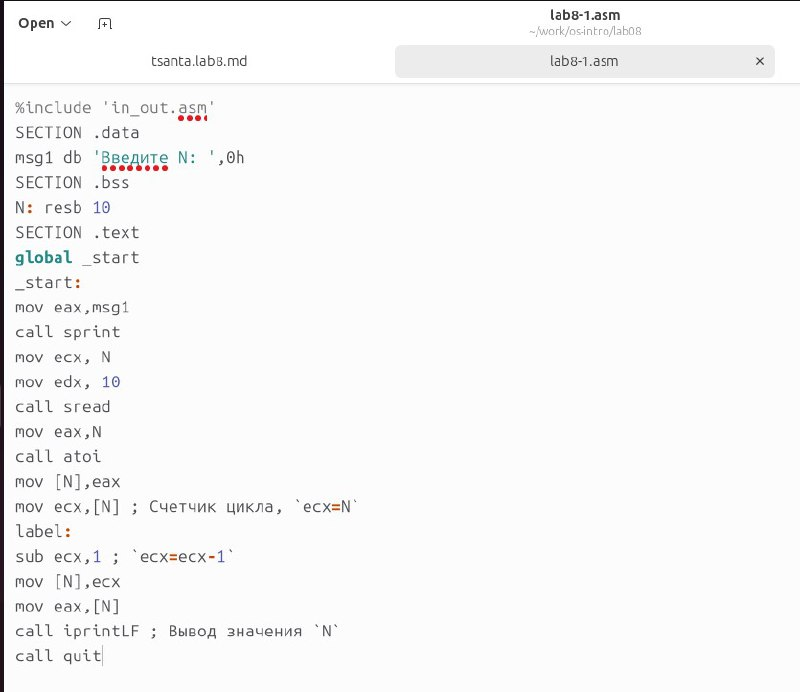 Open
lab8-1.asm
~/work/os-intro/lab08
tsanta.lab8.md
lab8-1.asm
%include 'in_out.asm'
SECTION .data
msg1 db 'Введите N: ',0h
SECTION .bss
N: resb 10
SECTION .text
global _start
_start:
mov eax,msg1
call sprint
mov ecx, N
mov edx, 10
call sread
mov eax,N
call atoi
mov [N],eax
mov ecx,[N] ; Счетчик цикла, `ecx=N`
label:
sub ecx,1 ; `ecx=ecx-1`
mov [N],ecx
mov eax,[N]
call iprintLF ; Вывод значения `N`
call quit